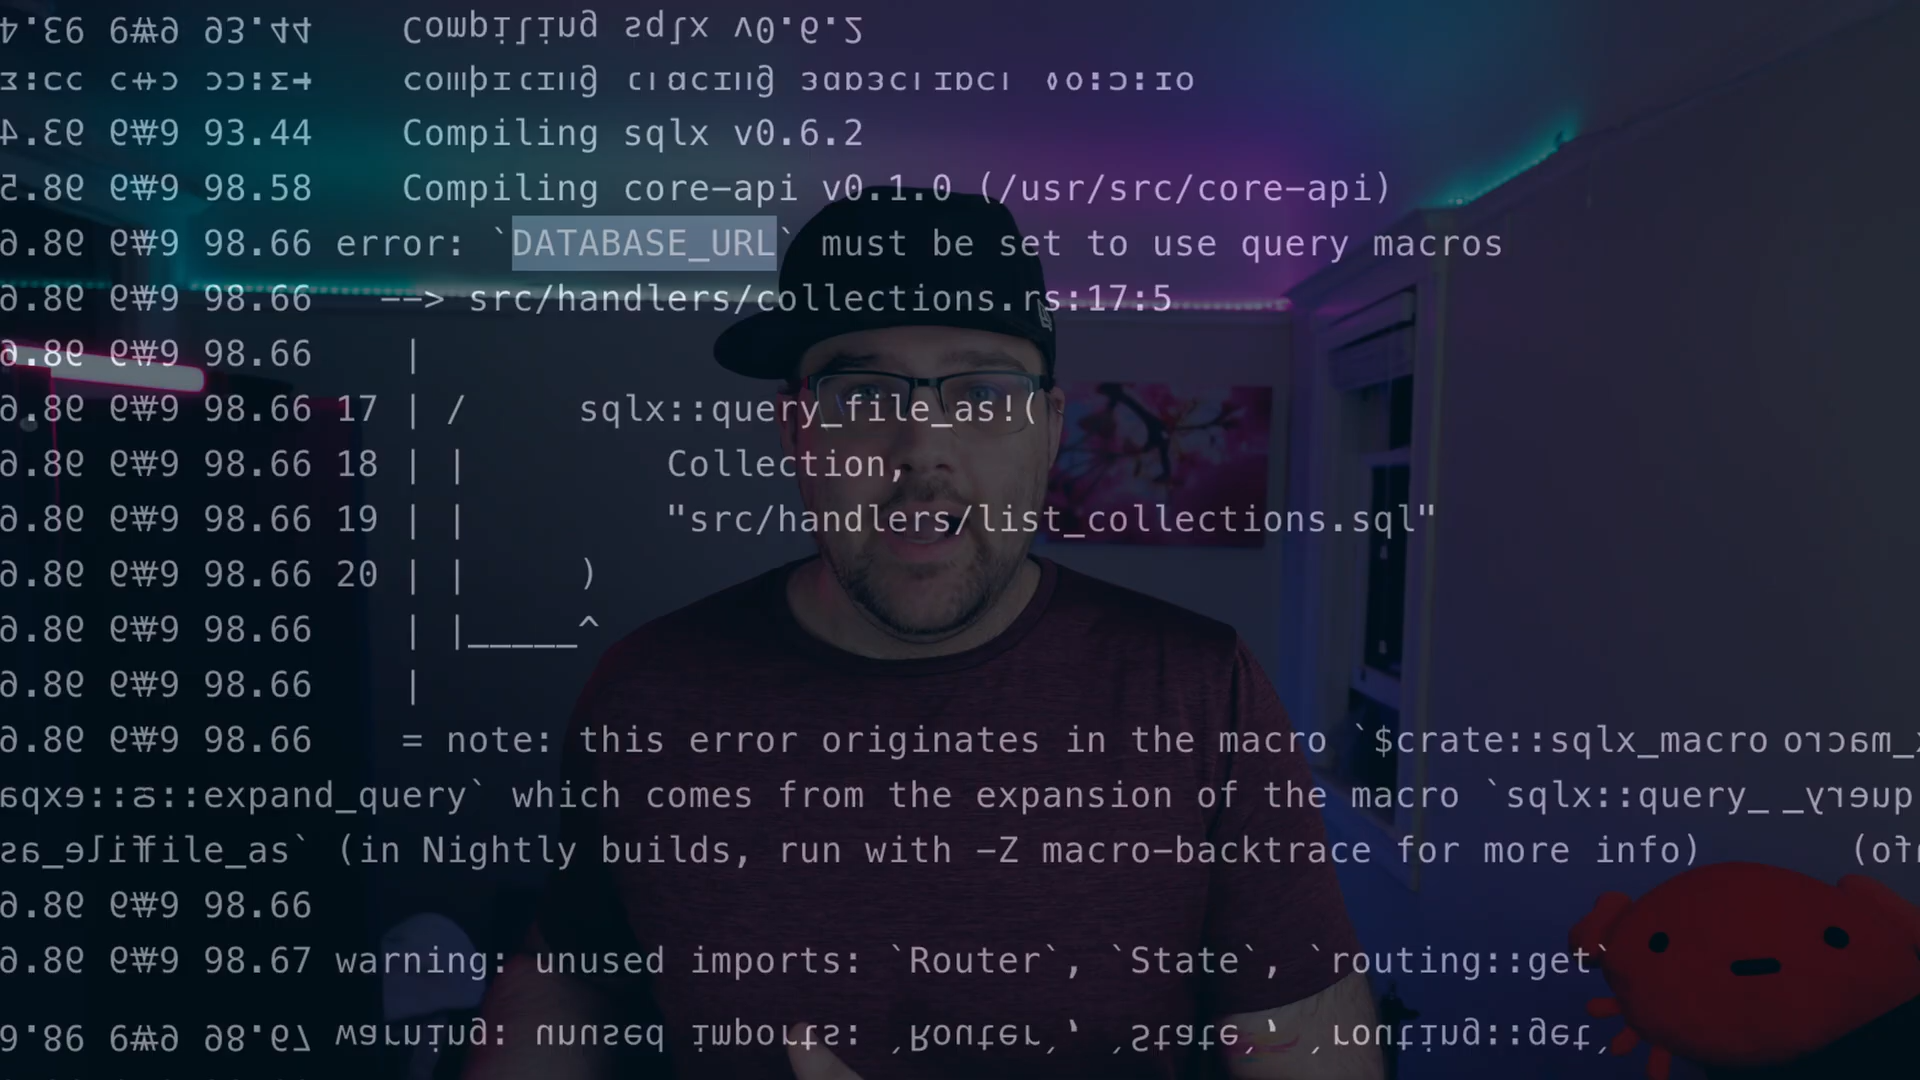 #9 93.44    Compiling sqlx v0.6.2
#9 98.58    Compiling core-api v0.1.0 (/usr/src/core-api)
#9 98.66 error: `DATABASE_URL` must be set to use query macros
#9 98.66   --> src/handlers/collections.rs:17:5
#9 98.66    |
#9 98.66 17 | /     sqlx::query_file_as!(
#9 98.66 18 | |         Collection,
#9 98.66 19 | |         "src/handlers/list_collections.sql"
#9 98.66 20 | |     )
#9 98.66    | |_____^
#9 98.66    |
#9 98.66    = note: this error originates in the macro `$crate::sqlx_macro
s::expand_query` which comes from the expansion of the macro `sqlx::query_
file_as` (in Nightly builds, run with -Z macro-backtrace for more info)
#9 98.66
#9 98.67 warning: unused imports: `Router`, `State`, `routing::get`